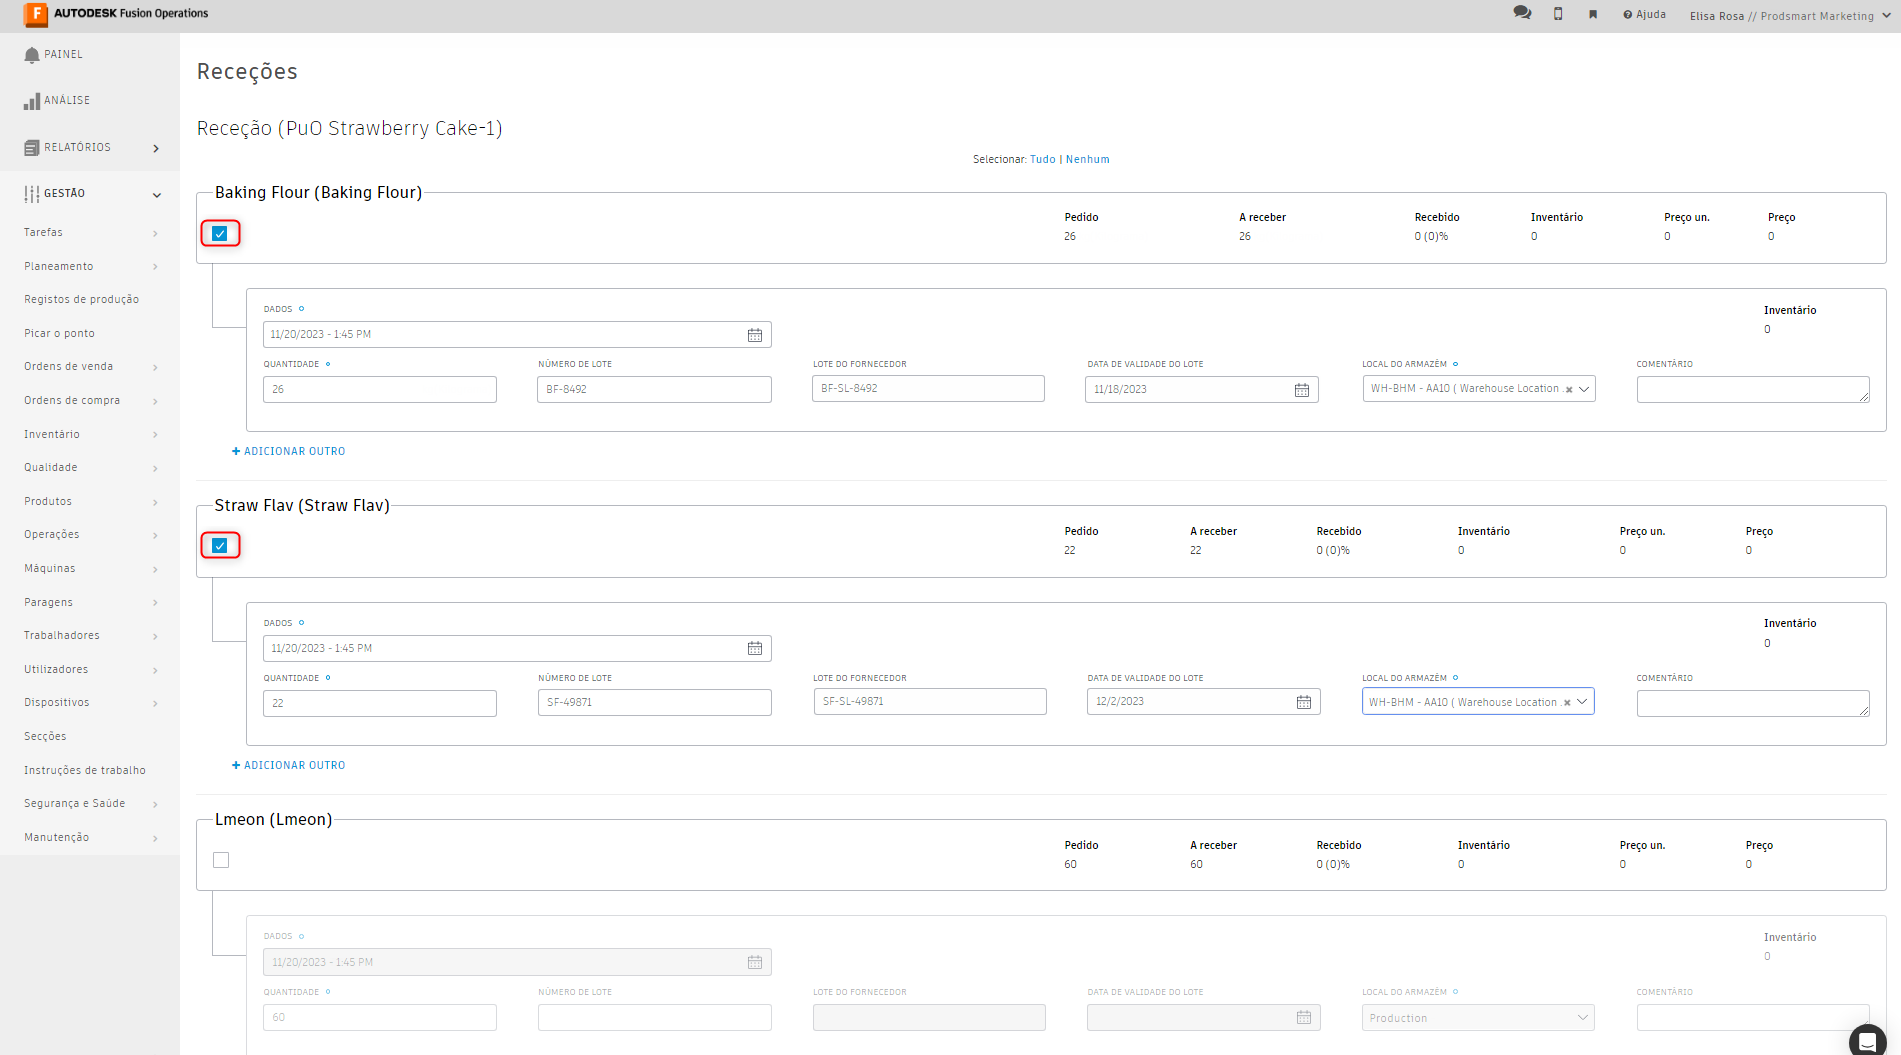 AUTODESK Fusion Operations
Ajuda
Elisa Rosa // Prodsmart Marketing
PAINEL
ANÁLISE
RELATÓRIOS
GESTÃO
Tarefas
Planeamento
Registos de produção
Picar o ponto
Ordens de venda
Ordens de compra
Inventário
Qualidade
Produtos
Operações
Máquinas
Paragens
Trabalhadores
Utilizadores
Dispositivos
Secções
Instruções de trabalho
Segurança e Saúde
Manutenção
Receções
Receção (PuO Strawberry Cake-1)
Selecionar: Tudo | Nenhum
Baking Flour (Baking Flour)
Pedido A receber Recebido Inventário Preço un. Preço
26 26 0 (0)% 0 0 0
DADOS
Inventário
11/20/2023 - 1:45 PM
0
QUANTIDADE NÚMERO DE LOTE LOTE DO FORNECEDOR DATA DE VALIDADE DO LOTE LOCAL DO ARMAZÉM COMENTÁRIO
26 BF-8492 BF-SL-8492 11/18/2023 WH-BHM - AA10 ( Warehouse Location .
+ ADICIONAR OUTRO
Straw Flav (Straw Flav)
Pedido A receber Recebido Inventário Preço un. Preço
22 22 0 (0)% 0 0 0
DADOS
Inventário
11/20/2023 - 1:45 PM
0
QUANTIDADE NÚMERO DE LOTE LOTE DO FORNECEDOR DATA DE VALIDADE DO LOTE LOCAL DO ARMAZÉM COMENTÁRIO
22 SF-49871 SF-SL-49871 12/2/2023 WH-BHM - AA10 ( Warehouse Location .
+ ADICIONAR OUTRO
Lmeon (Lmeon)
Pedido A receber Recebido Inventário Preço un. Preço
60 60 0 (0)% 0 0 0
DADOS
Inventário
11/20/2023 - 1:45 PM
0
QUANTIDADE NÚMERO DE LOTE LOTE DO FORNECEDOR DATA DE VALIDADE DO LOTE LOCAL DO ARMAZÉM COMENTÁRIO
60 Production